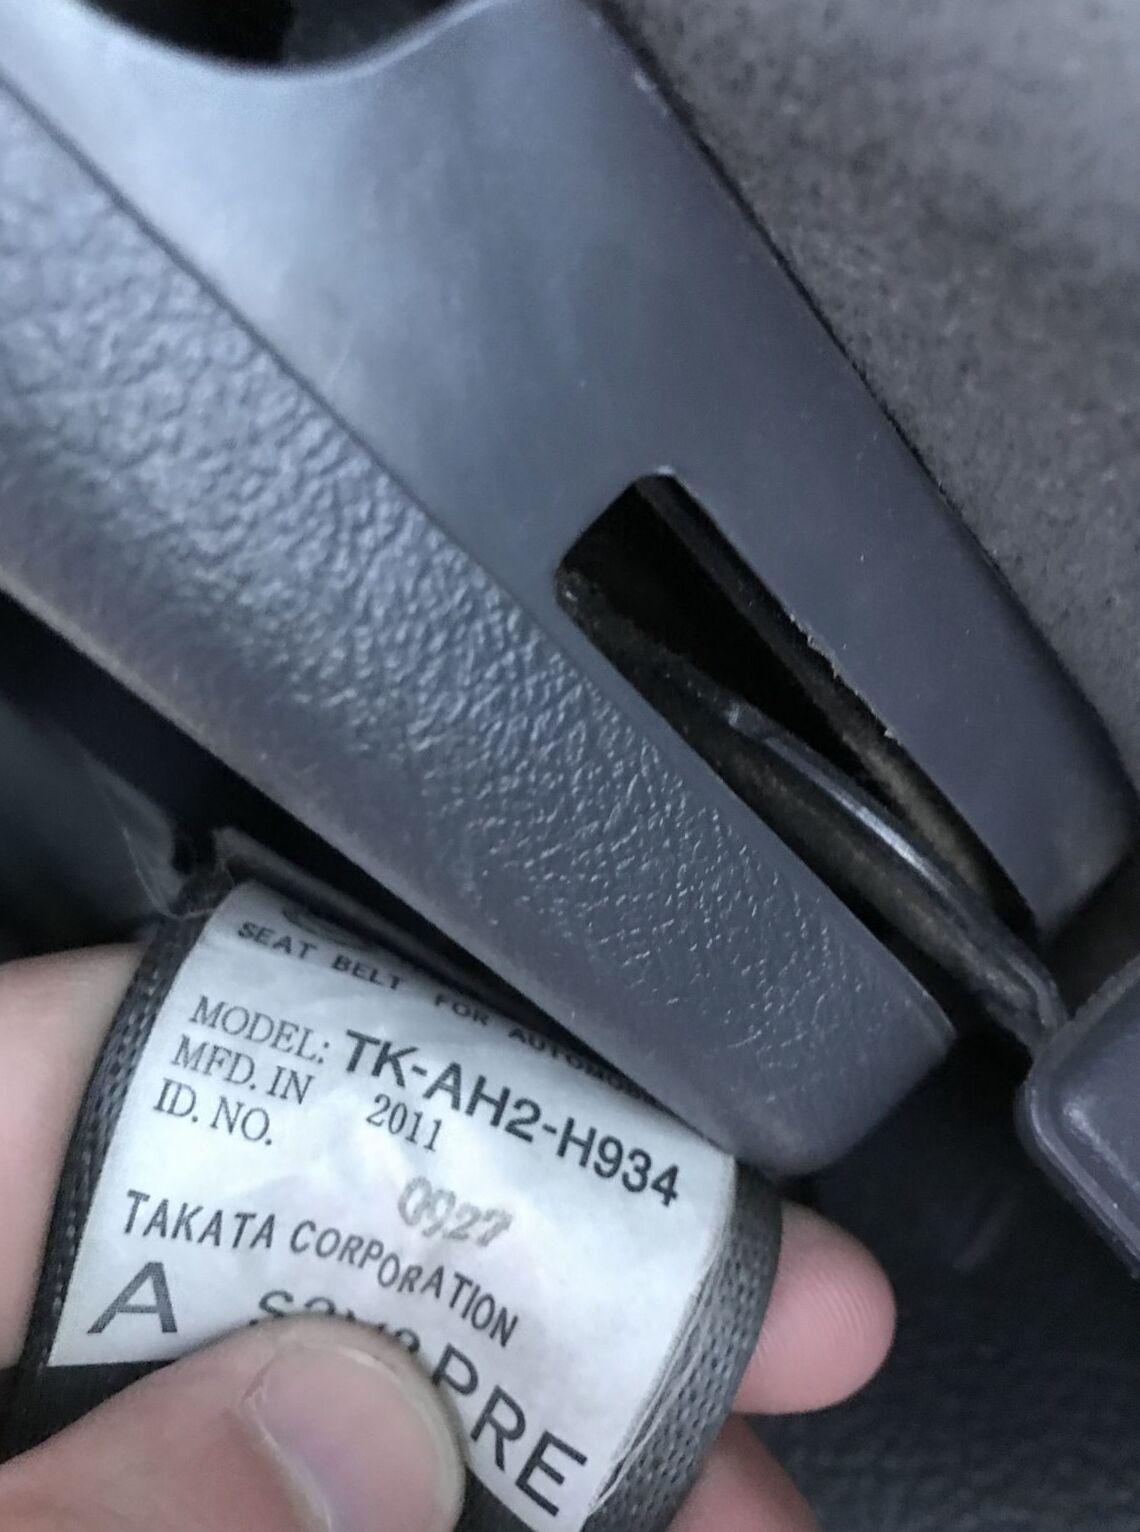 SEAT BELT FOR
MODEL: TK-AH2-H934
MFD. IN 2011
ID. NO.
0927
TAKATA CORPORATION
A PRE